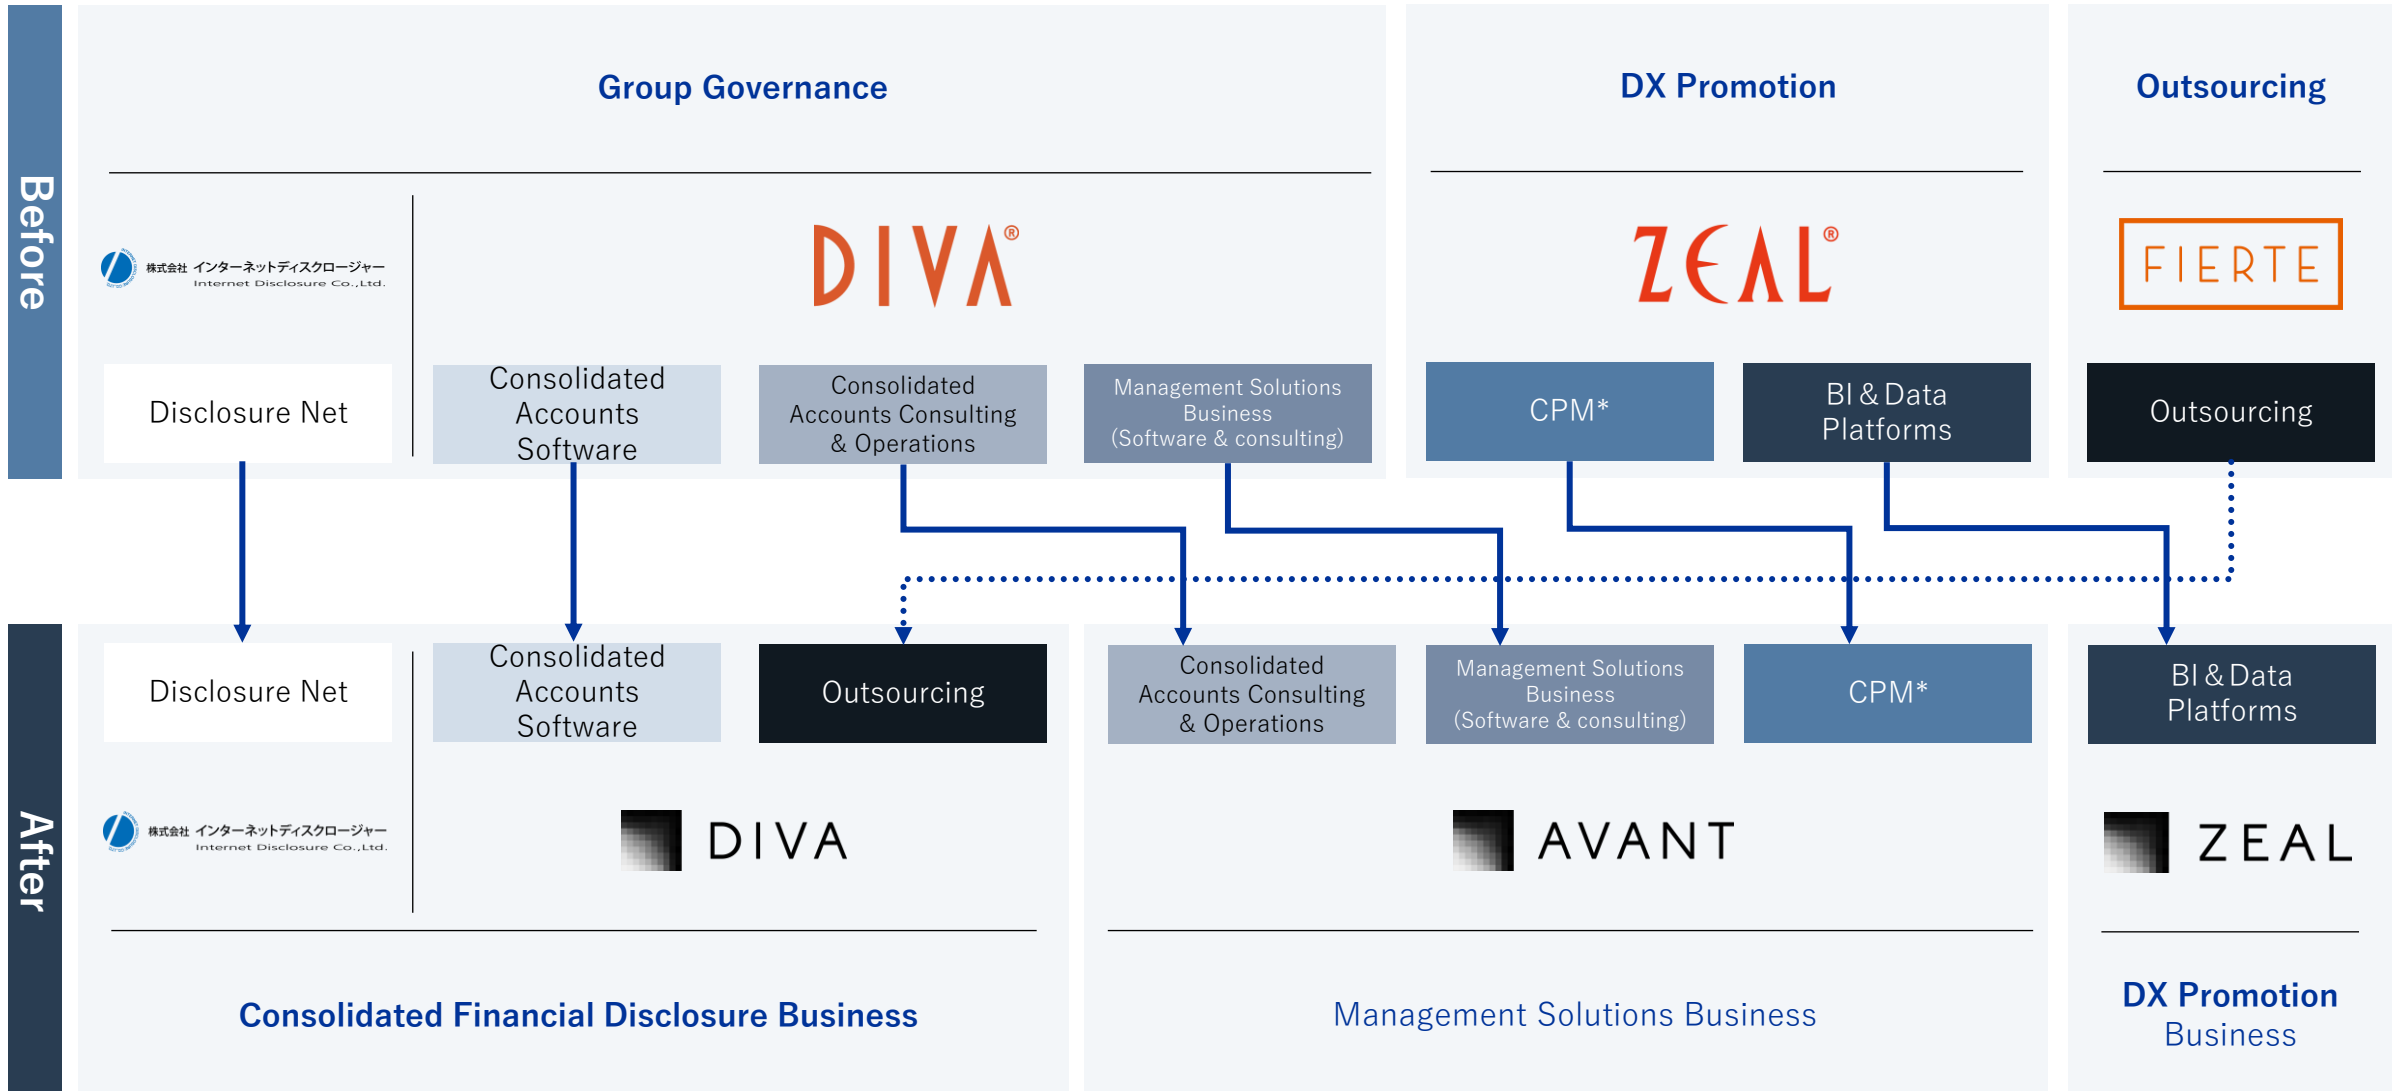 Before
Group Governance
DX Promotion
Outsourcing
株式会社 インターネットディスクロージャー
Internet Disclosure Co.,Ltd.
DIVA®
ZEAL®
FIERTE
Disclosure Net
Consolidated
Accounts
Software
Consolidated
Accounts Consulting
& Operations
Management Solutions
Business
(Software & consulting)
CPM*
BI & Data
Platforms
Outsourcing
After
Disclosure Net
Consolidated
Accounts
Software
Outsourcing
Consolidated
Accounts Consulting
& Operations
Management Solutions
Business
(Software & consulting)
CPM*
BI & Data
Platforms
株式会社 インターネットディスクロージャー
Internet Disclosure Co.,Ltd.
DIVA
AVANT
ZEAL
Consolidated Financial Disclosure Business
Management Solutions Business
DX Promotion
Business